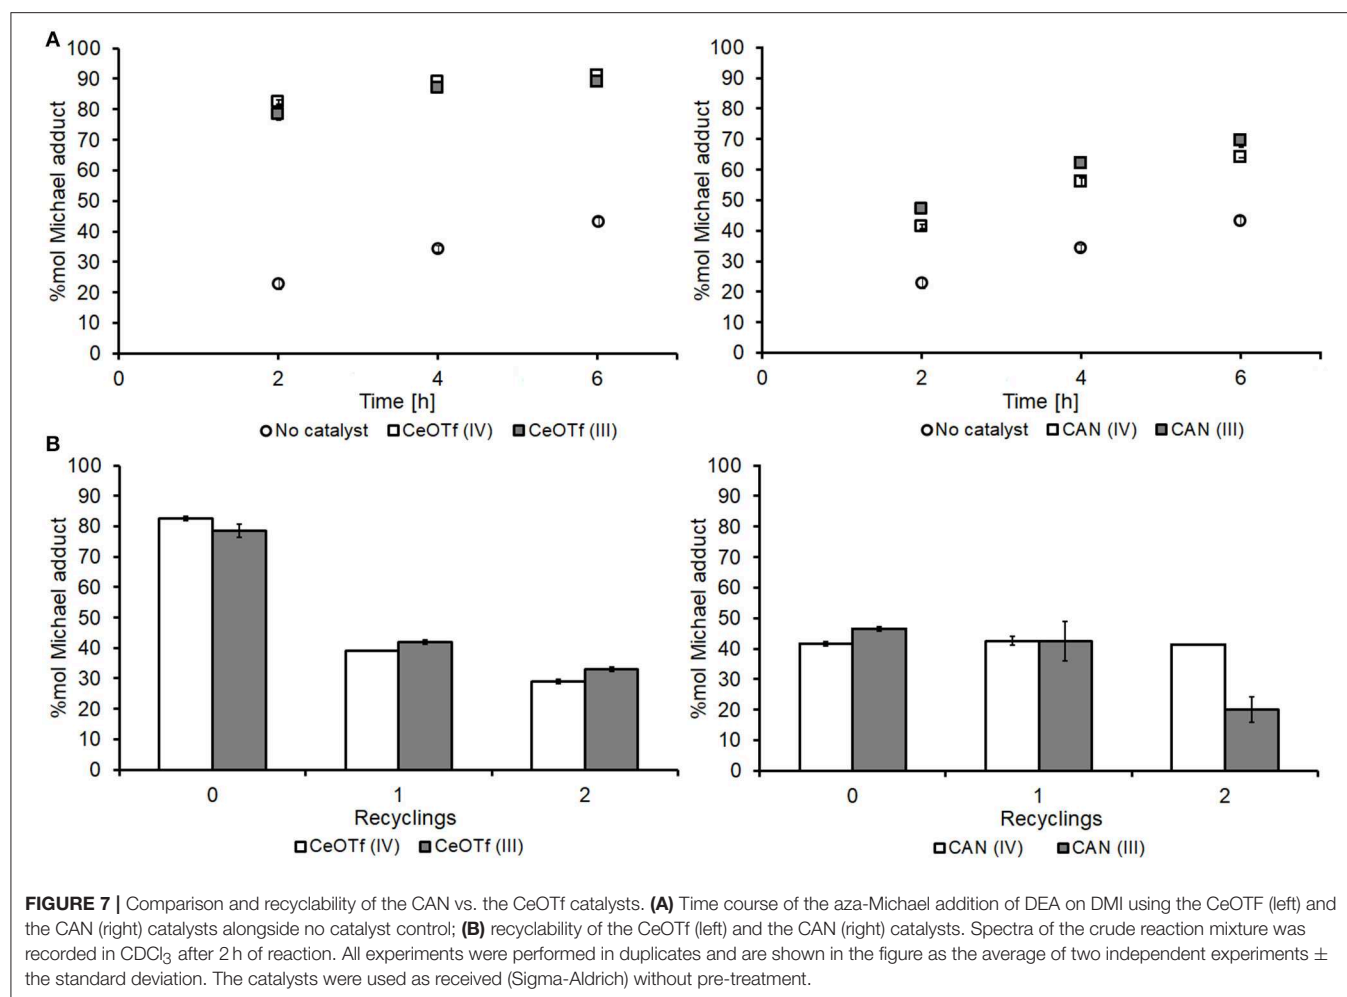 A
100
90
80
70
60
50
40
30
20
10
0
%mol Michael adduct
0 2 4 6
Time [h]
No catalyst CeOTf (IV) CeOTf (III)
100
90
80
70
60
50
40
30
20
10
0
%mol Michael adduct
0 2 4 6
Time [h]
No catalyst CAN (IV) CAN (III)
B
100
90
80
70
60
50
40
30
20
10
0
%mol Michael adduct
0 1 2
Recyclings
CeOTf (IV) CeOTf (III)
100
90
80
70
60
50
40
30
20
10
0
%mol Michael adduct
0 1 2
Recyclings
CAN (IV) CAN (III)
FIGURE 7 | Comparison and recyclability of the CAN vs. the CeOTf catalysts. (A) Time course of the aza-Michael addition of DEA on DMI using the CeOTF (left) and
the CAN (right) catalysts alongside no catalyst control; (B) recyclability of the CeOTf (left) and the CAN (right) catalysts. Spectra of the crude reaction mixture was
recorded in CDCl3 after 2 h of reaction. All experiments were performed in duplicates and are shown in the figure as the average of two independent experiments ±
the standard deviation. The catalysts were used as received (Sigma-Aldrich) without pre-treatment.